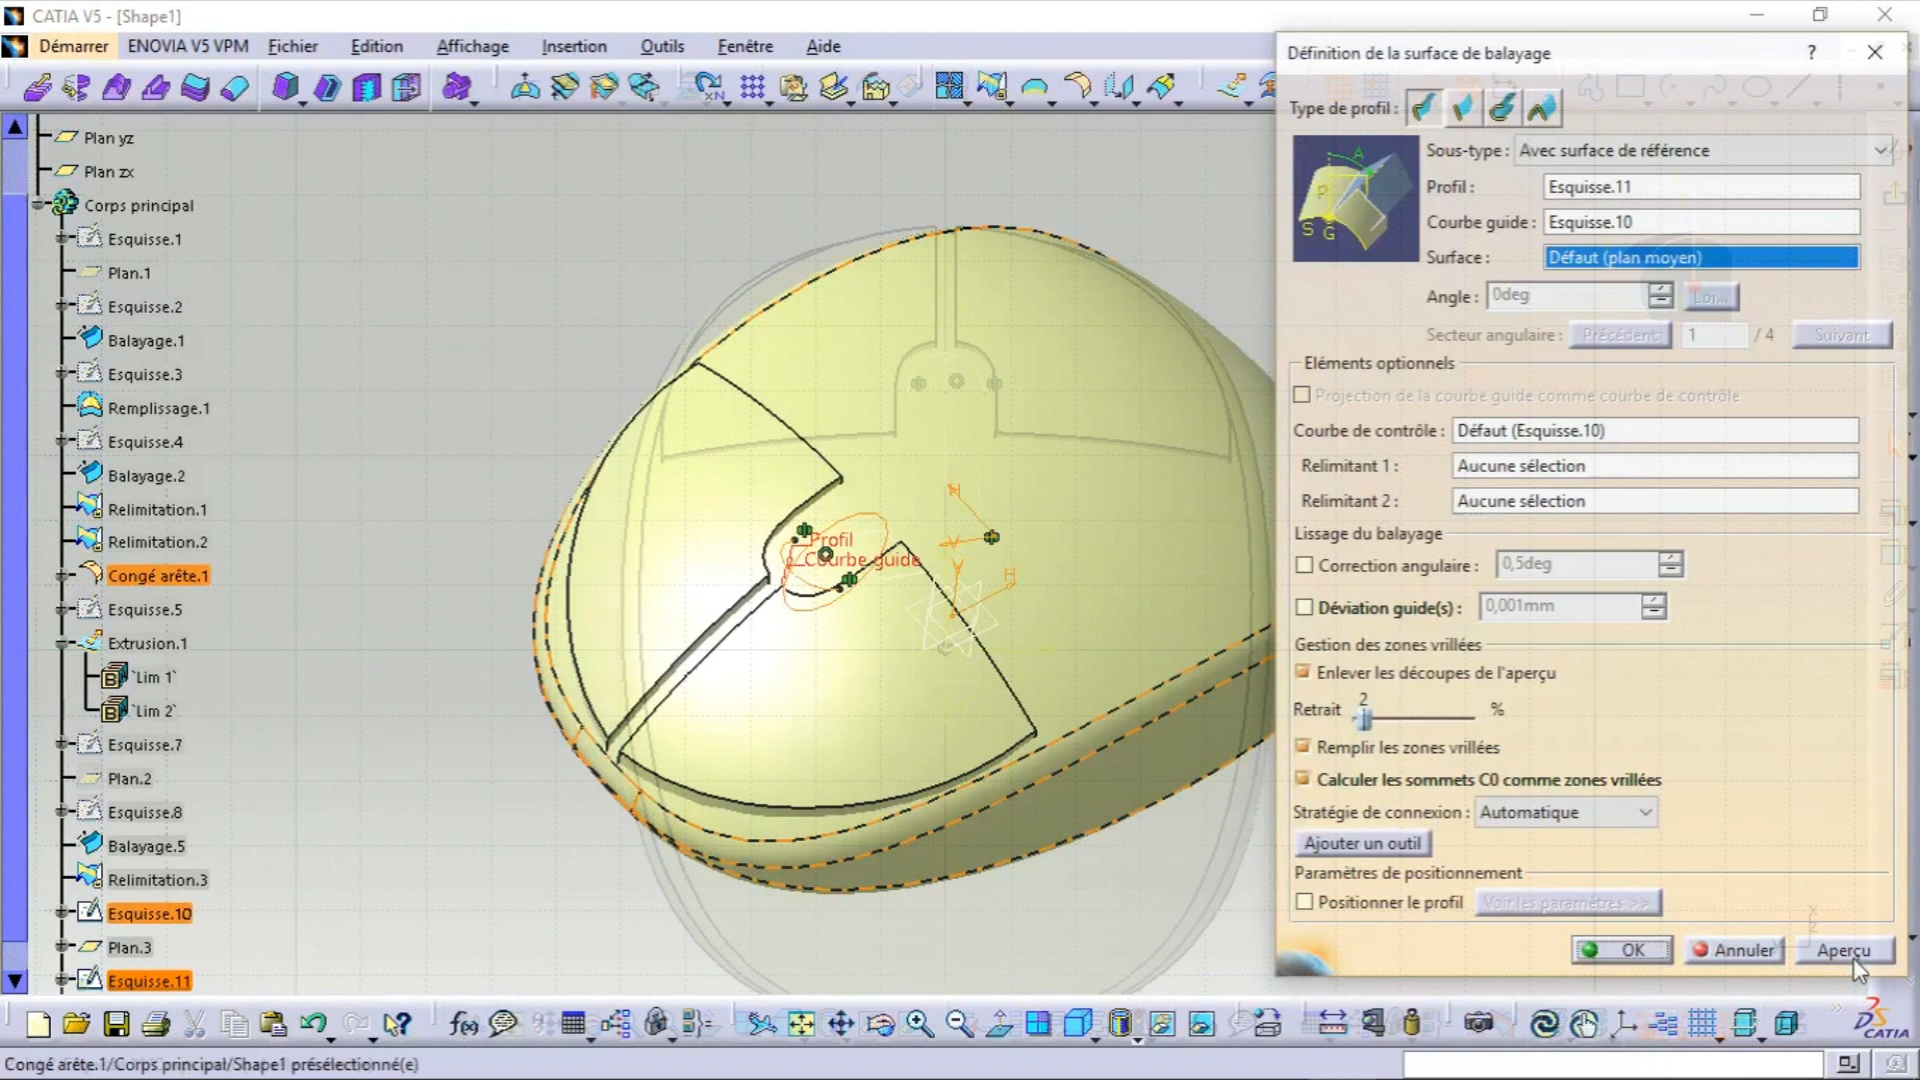 CATIA V5 - [Shape1]
Démarrer ENOVIA V5 VPM Fichier Edition Affichage Insertion Outils Fenêtre Aide
Plan yz
Plan zx
Corps principal
Esquisse.1
Plan.1
Esquisse.2
Balayage.1
Esquisse.3
Remplissage.1
Esquisse.4
Balayage.2
Relimitation.1
Relimitation.2
Congé arête.1
Esquisse.5
Extrusion.1
`Lim 1`
`Lim 2`
Esquisse.7
Plan.2
Esquisse.8
Balayage.5
Relimitation.3
Esquisse.10
Plan.3
Esquisse.11
Profil
Courbe guide
H
V
V
H
Définition de la surface de balayage ?
Type de profil :
Sous-type : Avec surface de référence
Profil : Esquisse.11
Courbe guide : Esquisse.10
Surface : Défaut (plan moyen)
Angle : 0deg Loi...
Secteur angulaire : Précédent 1 / 4 Suivant
Eléments optionnels
Projection de la courbe guide comme courbe de contrôle
Courbe de contrôle : Défaut (Esquisse.10)
Relimitant 1 : Aucune sélection
Relimitant 2 : Aucune sélection
Lissage du balayage
Correction angulaire : 0,5deg
Déviation guide(s) : 0,001mm
Gestion des zones vrillées
Enlever les découpes de l'aperçu
Retrait 2 %
Remplir les zones vrillées
Calculer les sommets C0 comme zones vrillées
Stratégie de connexion : Automatique
Ajouter un outil
Paramètres de positionnement
Positionner le profil Voir les paramètres >>
OK Annuler Aperçu
A
P
S G
f(x)
CATIA
Congé arête.1/Corps principal/Shape1 présélectionné(e)